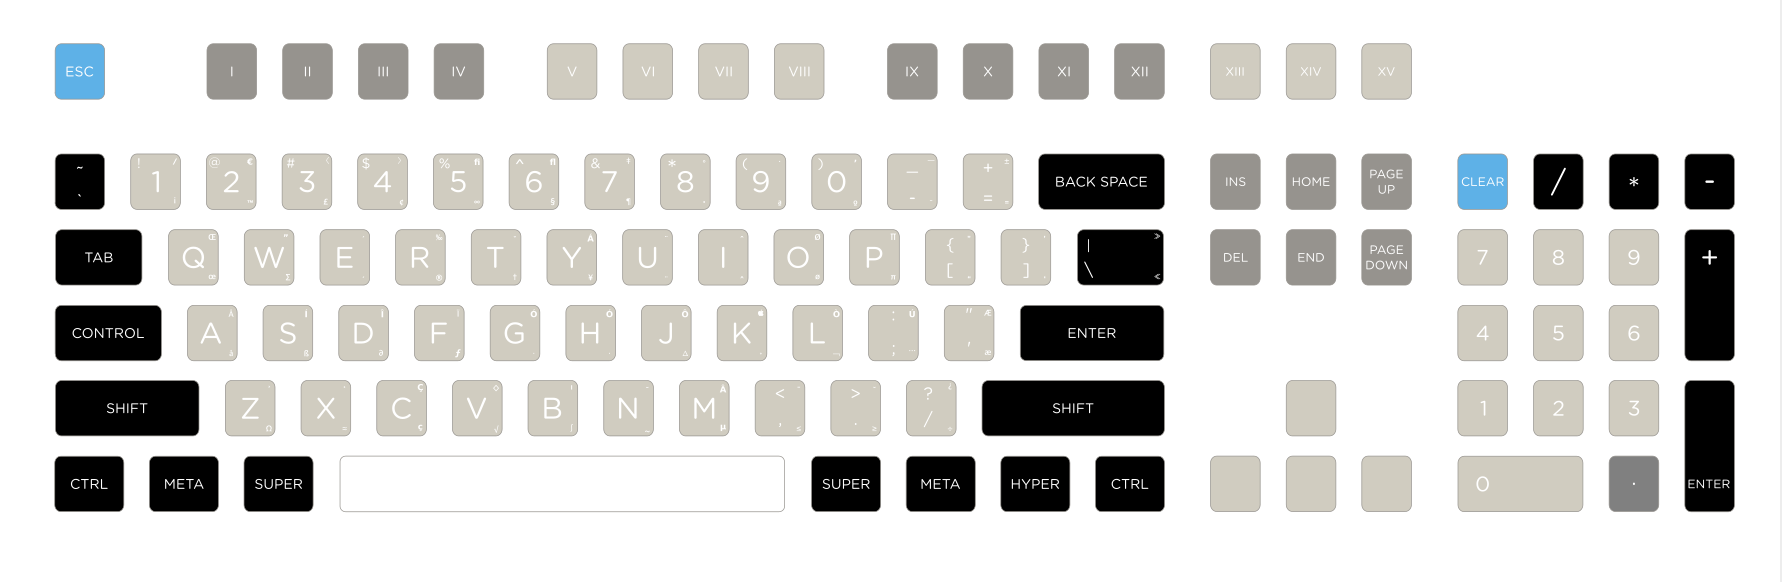 ESC I II III IV V VI VII VIII IX X XI XII XIII XIV XV
~ ! @ € # $ % fi ^ fl & * ( ) — + ±
1 2 3 4 5 6 7 8 9 0 BACK SPACE INS HOME PAGE UP CLEAR / * -
` - =
TAB Q Œ œ W Σ E R ‰ ® T † Y ¥ U I O Ø ø P ∏ π { [ } ] | \ DEL END PAGE DOWN 7 8 9 +
CONTROL A Å å S ß D F ƒ G H J K L : ; " ' Æ æ ENTER 4 5 6
SHIFT Z Ω X C Ç ç V ◊ √ B ∫ N M µ < , > . ? / SHIFT 1 2 3
CTRL META SUPER SUPER META HYPER CTRL 0 . ENTER